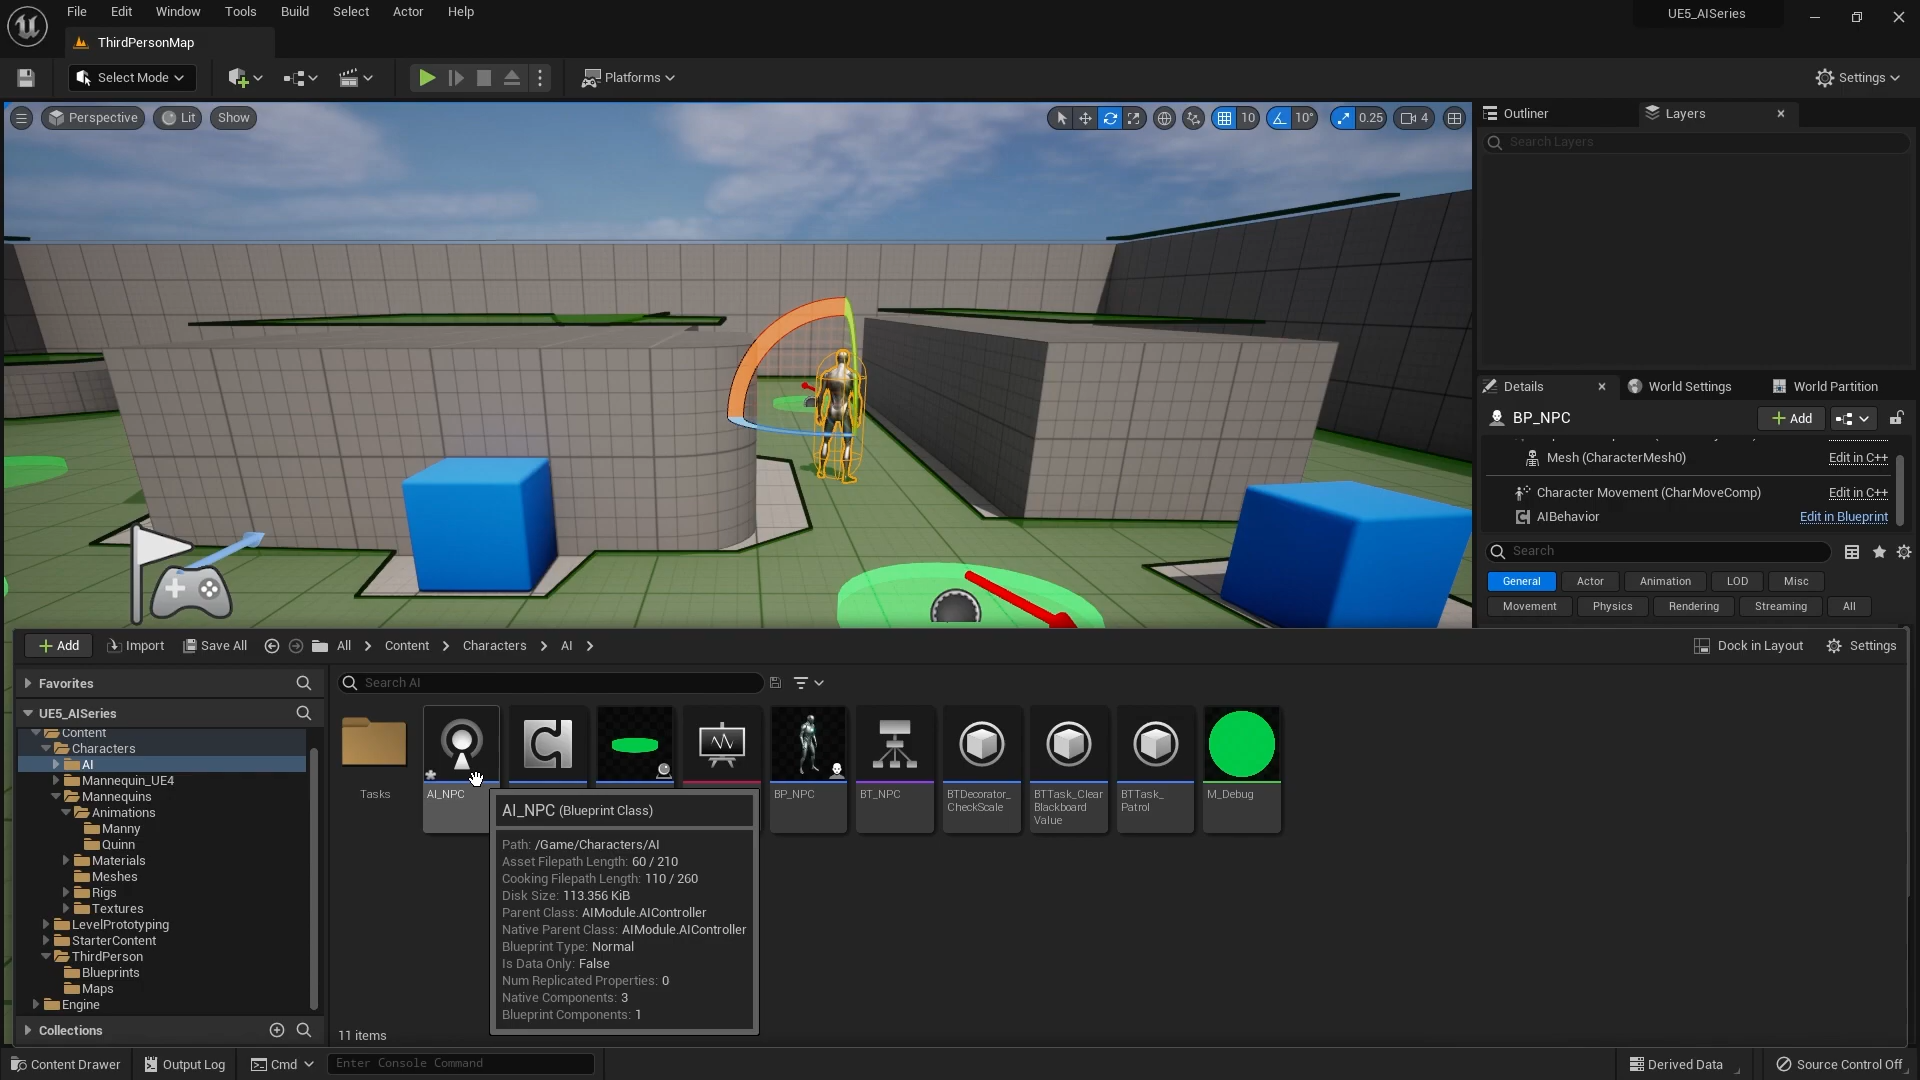 File Edit Window Tools Build Select Actor Help
UE5_AISeries
ThirdPersonMap
Select Mode
Platforms
Settings
Perspective
Lit
Show
10
10°
0.25
4
Outliner
Layers
Search Layers
Details
World Settings
World Partition
BP_NPC
Add
Mesh (CharacterMesh0)
Edit in C++
Character Movement (CharMoveComp)
Edit in C++
AIBehavior
Edit in Blueprint
Search
General
Actor
Animation
LOD
Misc
Movement
Physics
Rendering
Streaming
All
Add
Import
Save All
All
Content
Characters
AI
Dock in Layout
Settings
Favorites
Search AI
UE5_AISeries
Content
Characters
AI
Mannequin_UE4
Mannequins
Animations
Manny
Quinn
Materials
Meshes
Rigs
Textures
LevelPrototyping
StarterContent
ThirdPerson
Blueprints
Maps
Engine
Collections
Tasks
AI_NPC
BP_NPC
BT_NPC
BTDecorator_
CheckScale
BTTask_Clear
Blackboard
Value
BTTask_
Patrol
M_Debug
AI_NPC (Blueprint Class)
Path: /Game/Characters/AI
Asset Filepath Length: 60 / 210
Cooking Filepath Length: 110 / 260
Disk Size: 113.356 KiB
Parent Class: AIModule.AIController
Native Parent Class: AIModule.AIController
Blueprint Type: Normal
Is Data Only: False
Num Replicated Properties: 0
Native Components: 3
Blueprint Components: 1
11 items
Content Drawer
Output Log
Cmd
Enter Console Command
Derived Data
Source Control Off